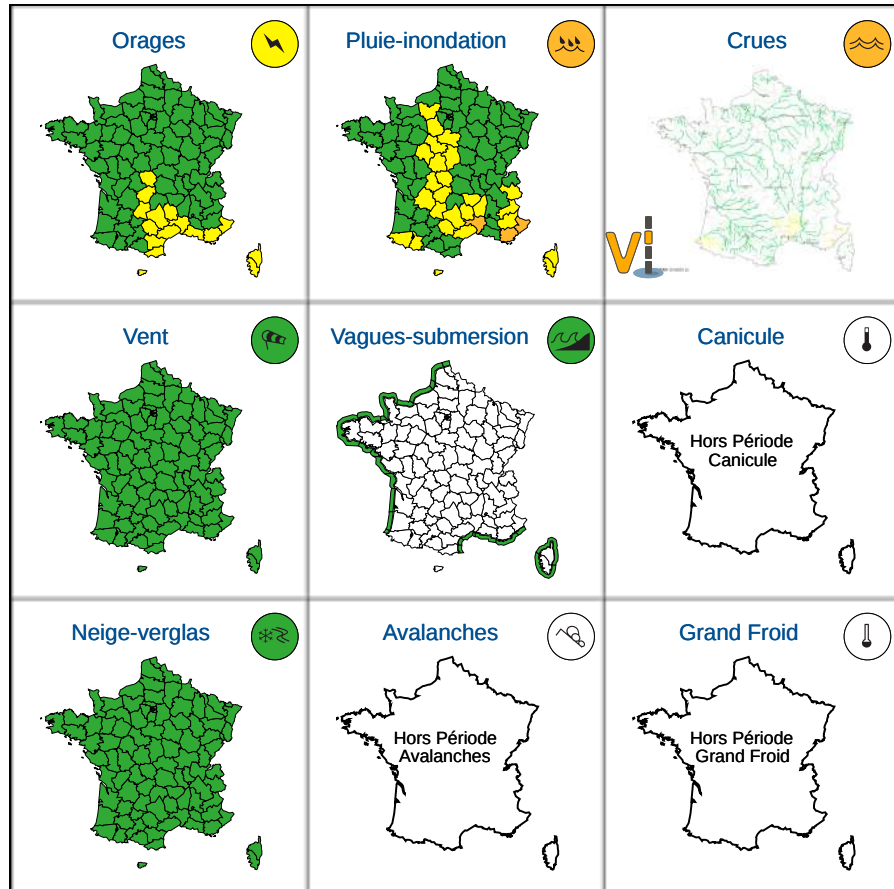 Orages
Pluie-inondation
Crues
Vi
Vent
Vagues-submersion
Canicule
Hors Période
Canicule
Neige-verglas
Avalanches
Grand Froid
Hors Période
Avalanches
Hors Période
Grand Froid